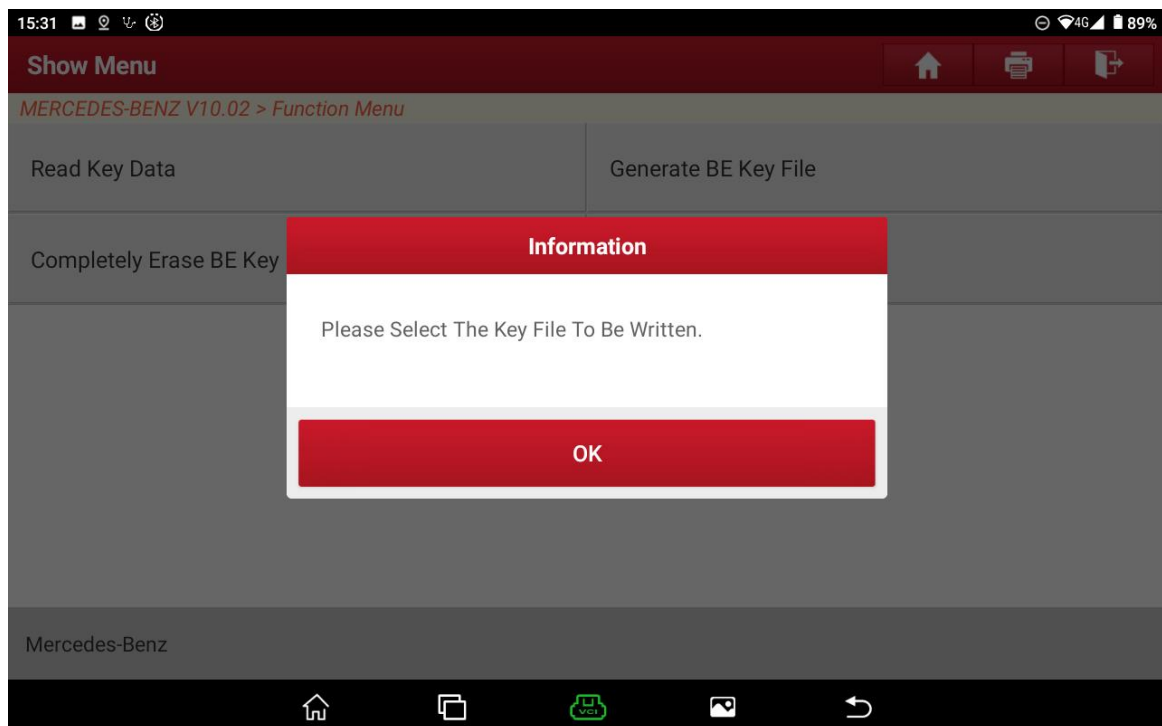 15:31
4G 89%
Show Menu
MERCEDES-BENZ V10.02 > Function Menu
Read Key Data
Generate BE Key File
Completely Erase BE Key
Information
Please Select The Key File To Be Written.
OK
Mercedes-Benz
VCI